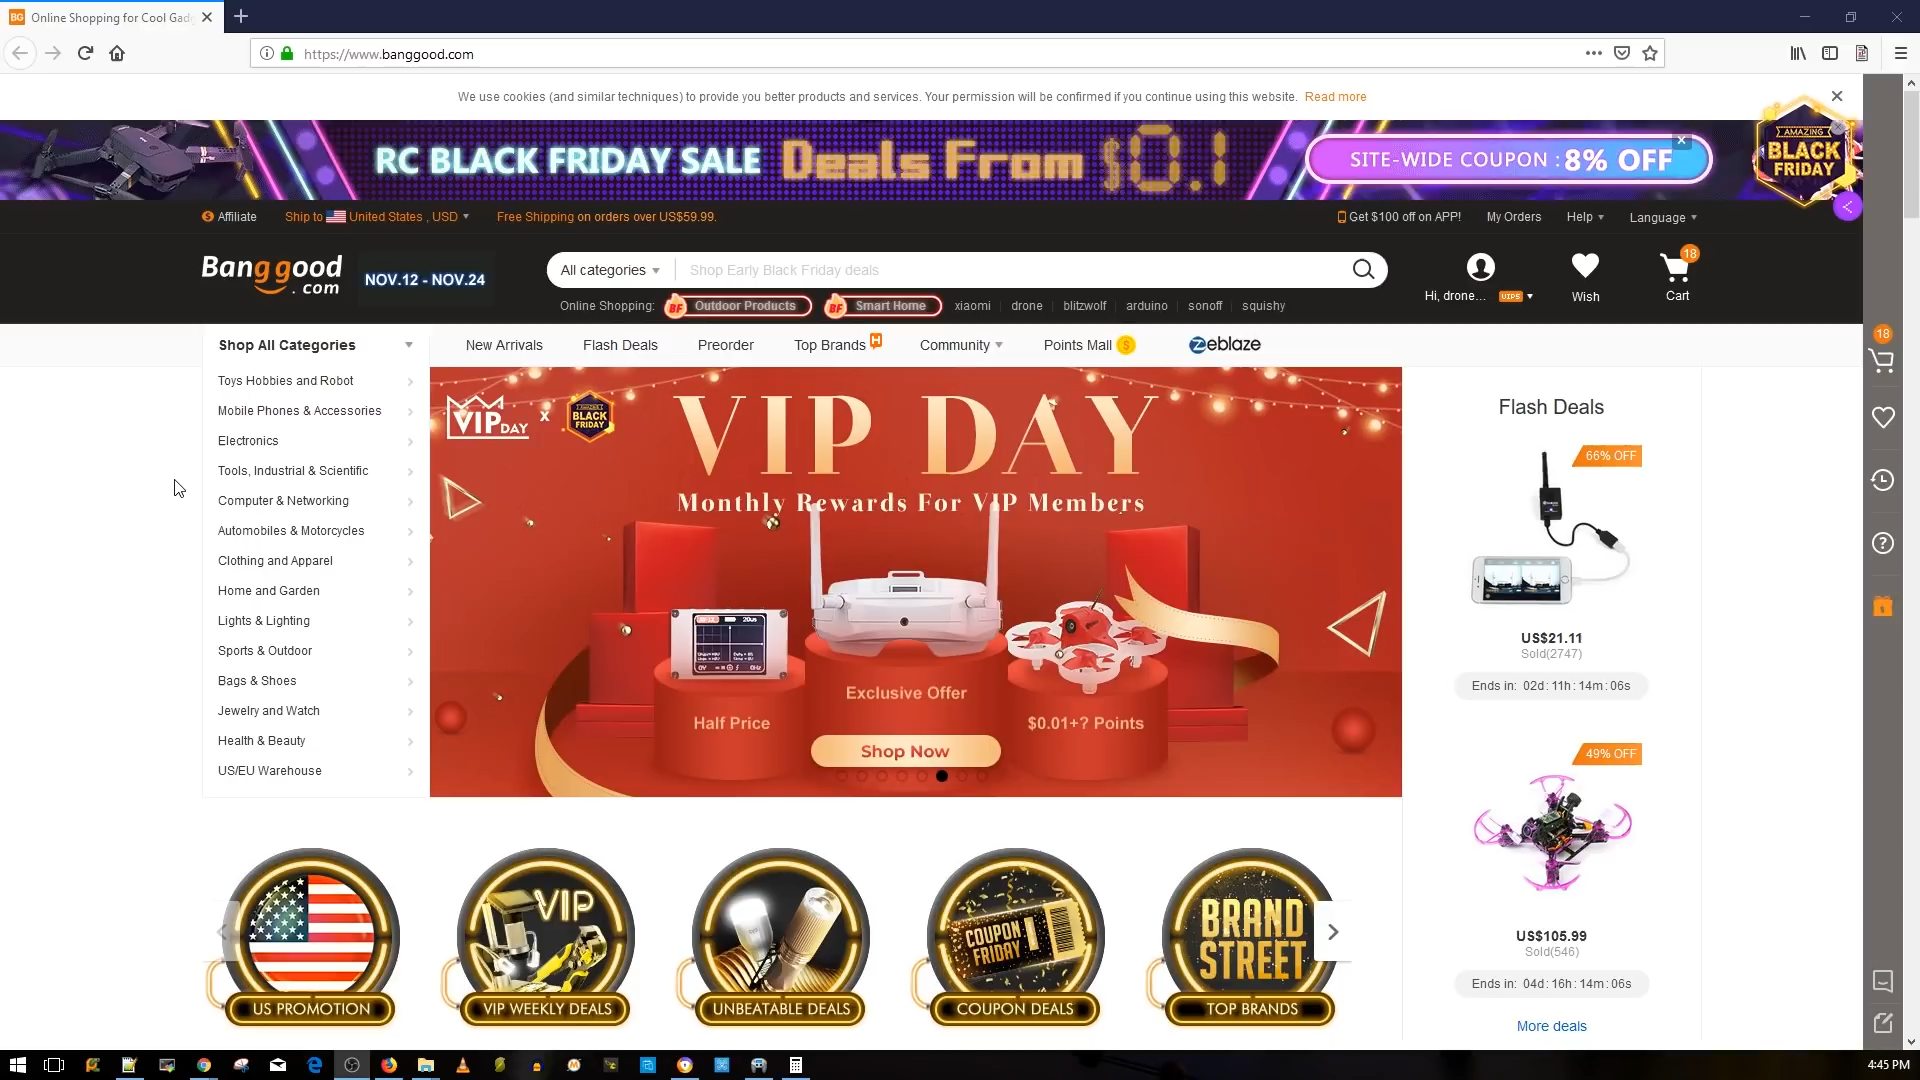 Online Shopping for Cool Gad
https://www.banggood.com
We use cookies (and similar techniques) to provide you better products and services. Your permission will be confirmed if you continue using this website. Read more
RC BLACK FRIDAY SALE Deals From $0.1
SITE-WIDE COUPON : 8% OFF
AMAZING
BLACK
FRIDAY
Affiliate
Ship to United States , USD
Free Shipping on orders over US$59.99.
Get $100 off on APP!
My Orders
Help
Language
Banggood
.com
NOV.12 - NOV.24
All categories
Shop Early Black Friday deals
Hi, drone...
VIP5
Wish
18
Cart
Online Shopping: BF Outdoor Products BF Smart Home xiaomi drone blitzwolf arduino sonoff squishy
Shop All Categories
New Arrivals
Flash Deals
Preorder
Top Brands H
Community
Points Mall $
Zeblaze
18
Toys Hobbies and Robot
Mobile Phones & Accessories
Electronics
Tools, Industrial & Scientific
Computer & Networking
Automobiles & Motorcycles
Clothing and Apparel
Home and Garden
Lights & Lighting
Sports & Outdoor
Bags & Shoes
Jewelry and Watch
Health & Beauty
US/EU Warehouse
VIP DAY x
BLACK
FRIDAY
VIP DAY
Monthly Rewards For VIP Members
Half Price
Exclusive Offer
$0.01+? Points
Shop Now
Flash Deals
66% OFF
US$21.11
Sold(2747)
Ends in: 02d: 11h: 14m: 06s
49% OFF
US$105.99
Sold(546)
Ends in: 04d: 16h: 14m: 06s
More deals
US PROMOTION
VIP
VIP WEEKLY DEALS
UNBEATABLE DEALS
COUPON
FRIDAY
COUPON DEALS
BRAND
STREET
TOP BRANDS
4:45 PM